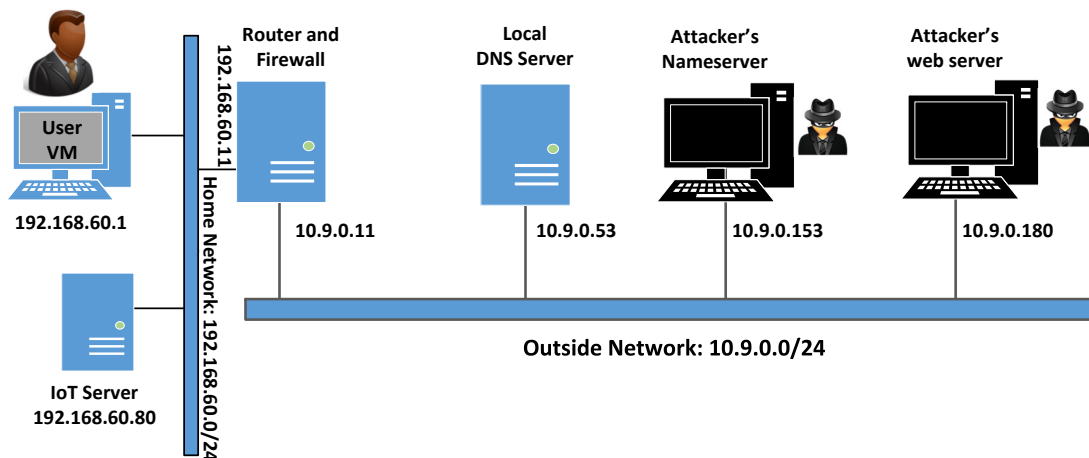 User
VM
192.168.60.1
IoT Server
192.168.60.80
192.168.60.11
Home Network: 192.168.60.0/24
Router and
Firewall
10.9.0.11
Local
DNS Server
10.9.0.53
Attacker's
Nameserver
10.9.0.153
Attacker's
web server
10.9.0.180
Outside Network: 10.9.0.0/24